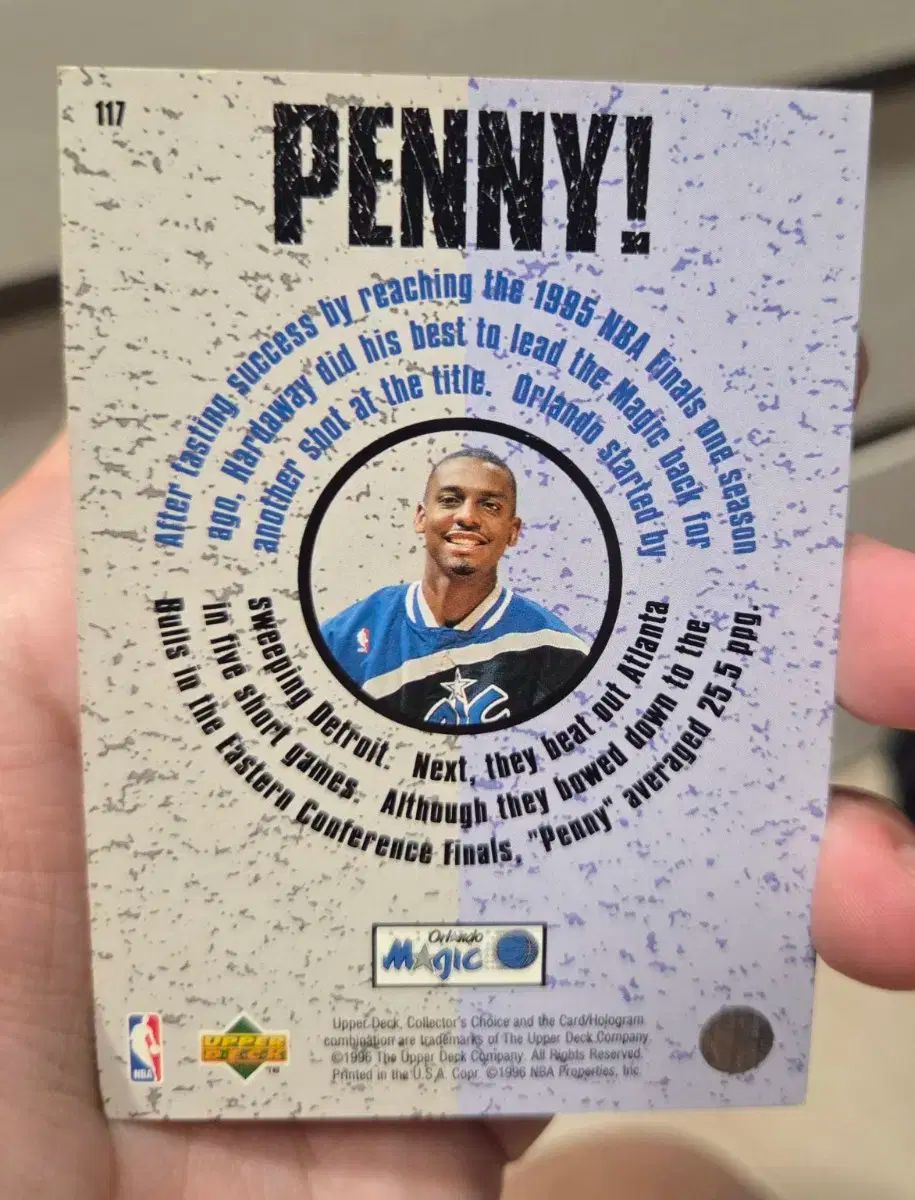 117
PENNY!
After tasting success by reaching the 1995 NBA Finals one season
ago, Hardaway did his best to lead the Magic back for
another shot at the title. Orlando started by
sweeping Detroit. Next, they beat out Atlanta
in five short games. Although they bowed down to the
Bulls in the Eastern Conference Finals, "Penny" averaged 25.5 ppg.
Orlando
MAGIC
NBA
UPPER
DECK
TM
Upper Deck, Collector's Choice and the Card/Hologram
combination are trademarks of The Upper Deck Company.
©1996 The Upper Deck Company. All Rights Reserved.
Printed in the U.S.A. Copr. ©1996 NBA Properties, Inc.